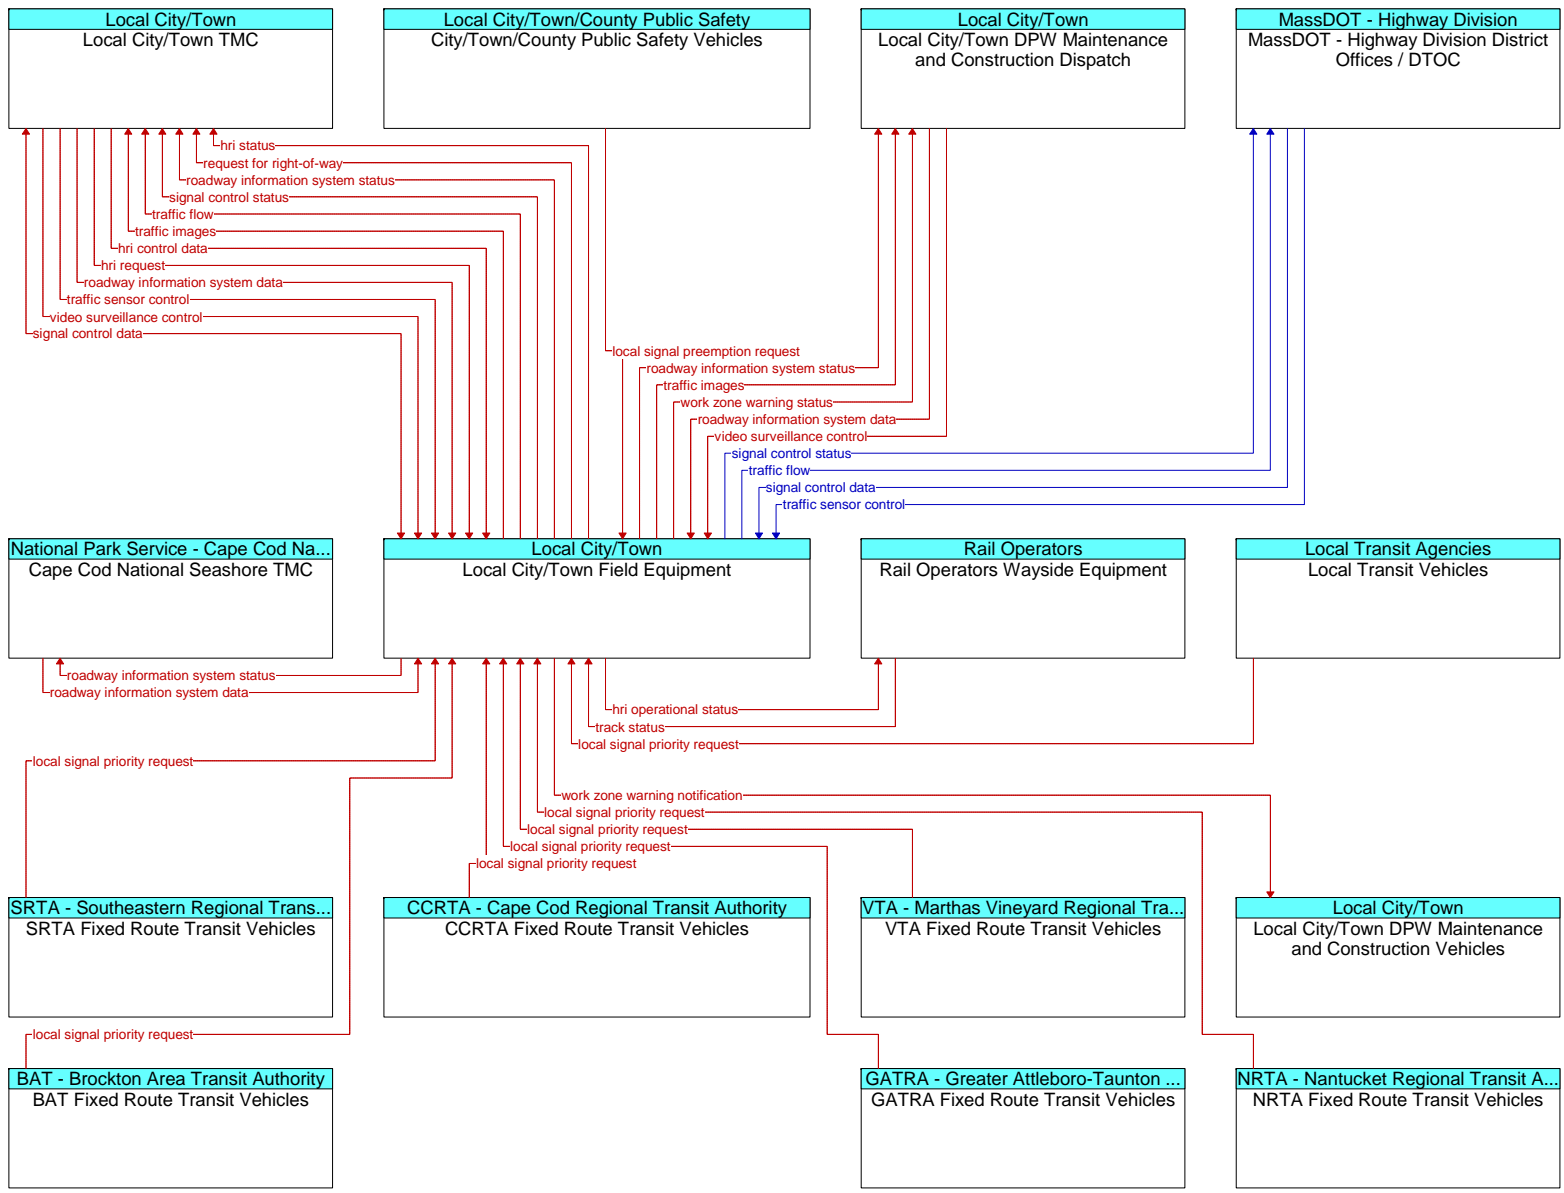 Local City/Town
Local City/Town TMC
Local City/Town/County Public Safety
City/Town/County Public Safety Vehicles
Local City/Town
Local City/Town DPW Maintenance
and Construction Dispatch
MassDOT - Highway Division
MassDOT - Highway Division District
Offices / DTOC
hri status
request for right-of-way
roadway information system status
signal control status
traffic flow
traffic images
hri control data
hri request
roadway information system data
traffic sensor control
video surveillance control
signal control data
local signal preemption request
roadway information system status
traffic images
work zone warning status
roadway information system data
video surveillance control
signal control status
traffic flow
signal control data
traffic sensor control
National Park Service - Cape Cod Na...
Cape Cod National Seashore TMC
Local City/Town
Local City/Town Field Equipment
Rail Operators
Rail Operators Wayside Equipment
Local Transit Agencies
Local Transit Vehicles
roadway information system status
roadway information system data
hri operational status
track status
local signal priority request
local signal priority request
work zone warning notification
local signal priority request
local signal priority request
local signal priority request
local signal priority request
SRTA - Southeastern Regional Trans...
SRTA Fixed Route Transit Vehicles
CCRTA - Cape Cod Regional Transit Authority
CCRTA Fixed Route Transit Vehicles
VTA - Marthas Vineyard Regional Tra...
VTA Fixed Route Transit Vehicles
Local City/Town
Local City/Town DPW Maintenance
and Construction Vehicles
local signal priority request
BAT - Brockton Area Transit Authority
BAT Fixed Route Transit Vehicles
GATRA - Greater Attleboro-Taunton ...
GATRA Fixed Route Transit Vehicles
NRTA - Nantucket Regional Transit A...
NRTA Fixed Route Transit Vehicles